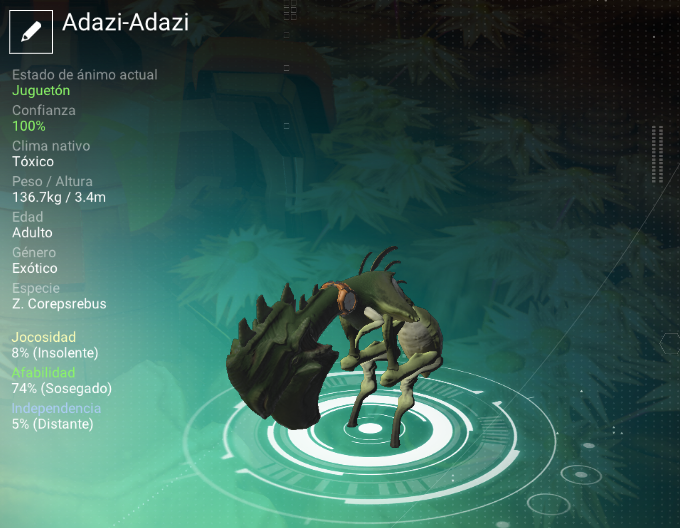 Adazi-Adazi
Estado de ánimo actual
Juguetón
Confianza
100%
Clima nativo
Tóxico
Peso / Altura
136.7kg / 3.4m
Edad
Adulto
Género
Exótico
Especie
Z. Corepsrebus
Jocosidad
8% (Insolente)
Afabilidad
74% (Sosegado)
Independencia
5% (Distante)